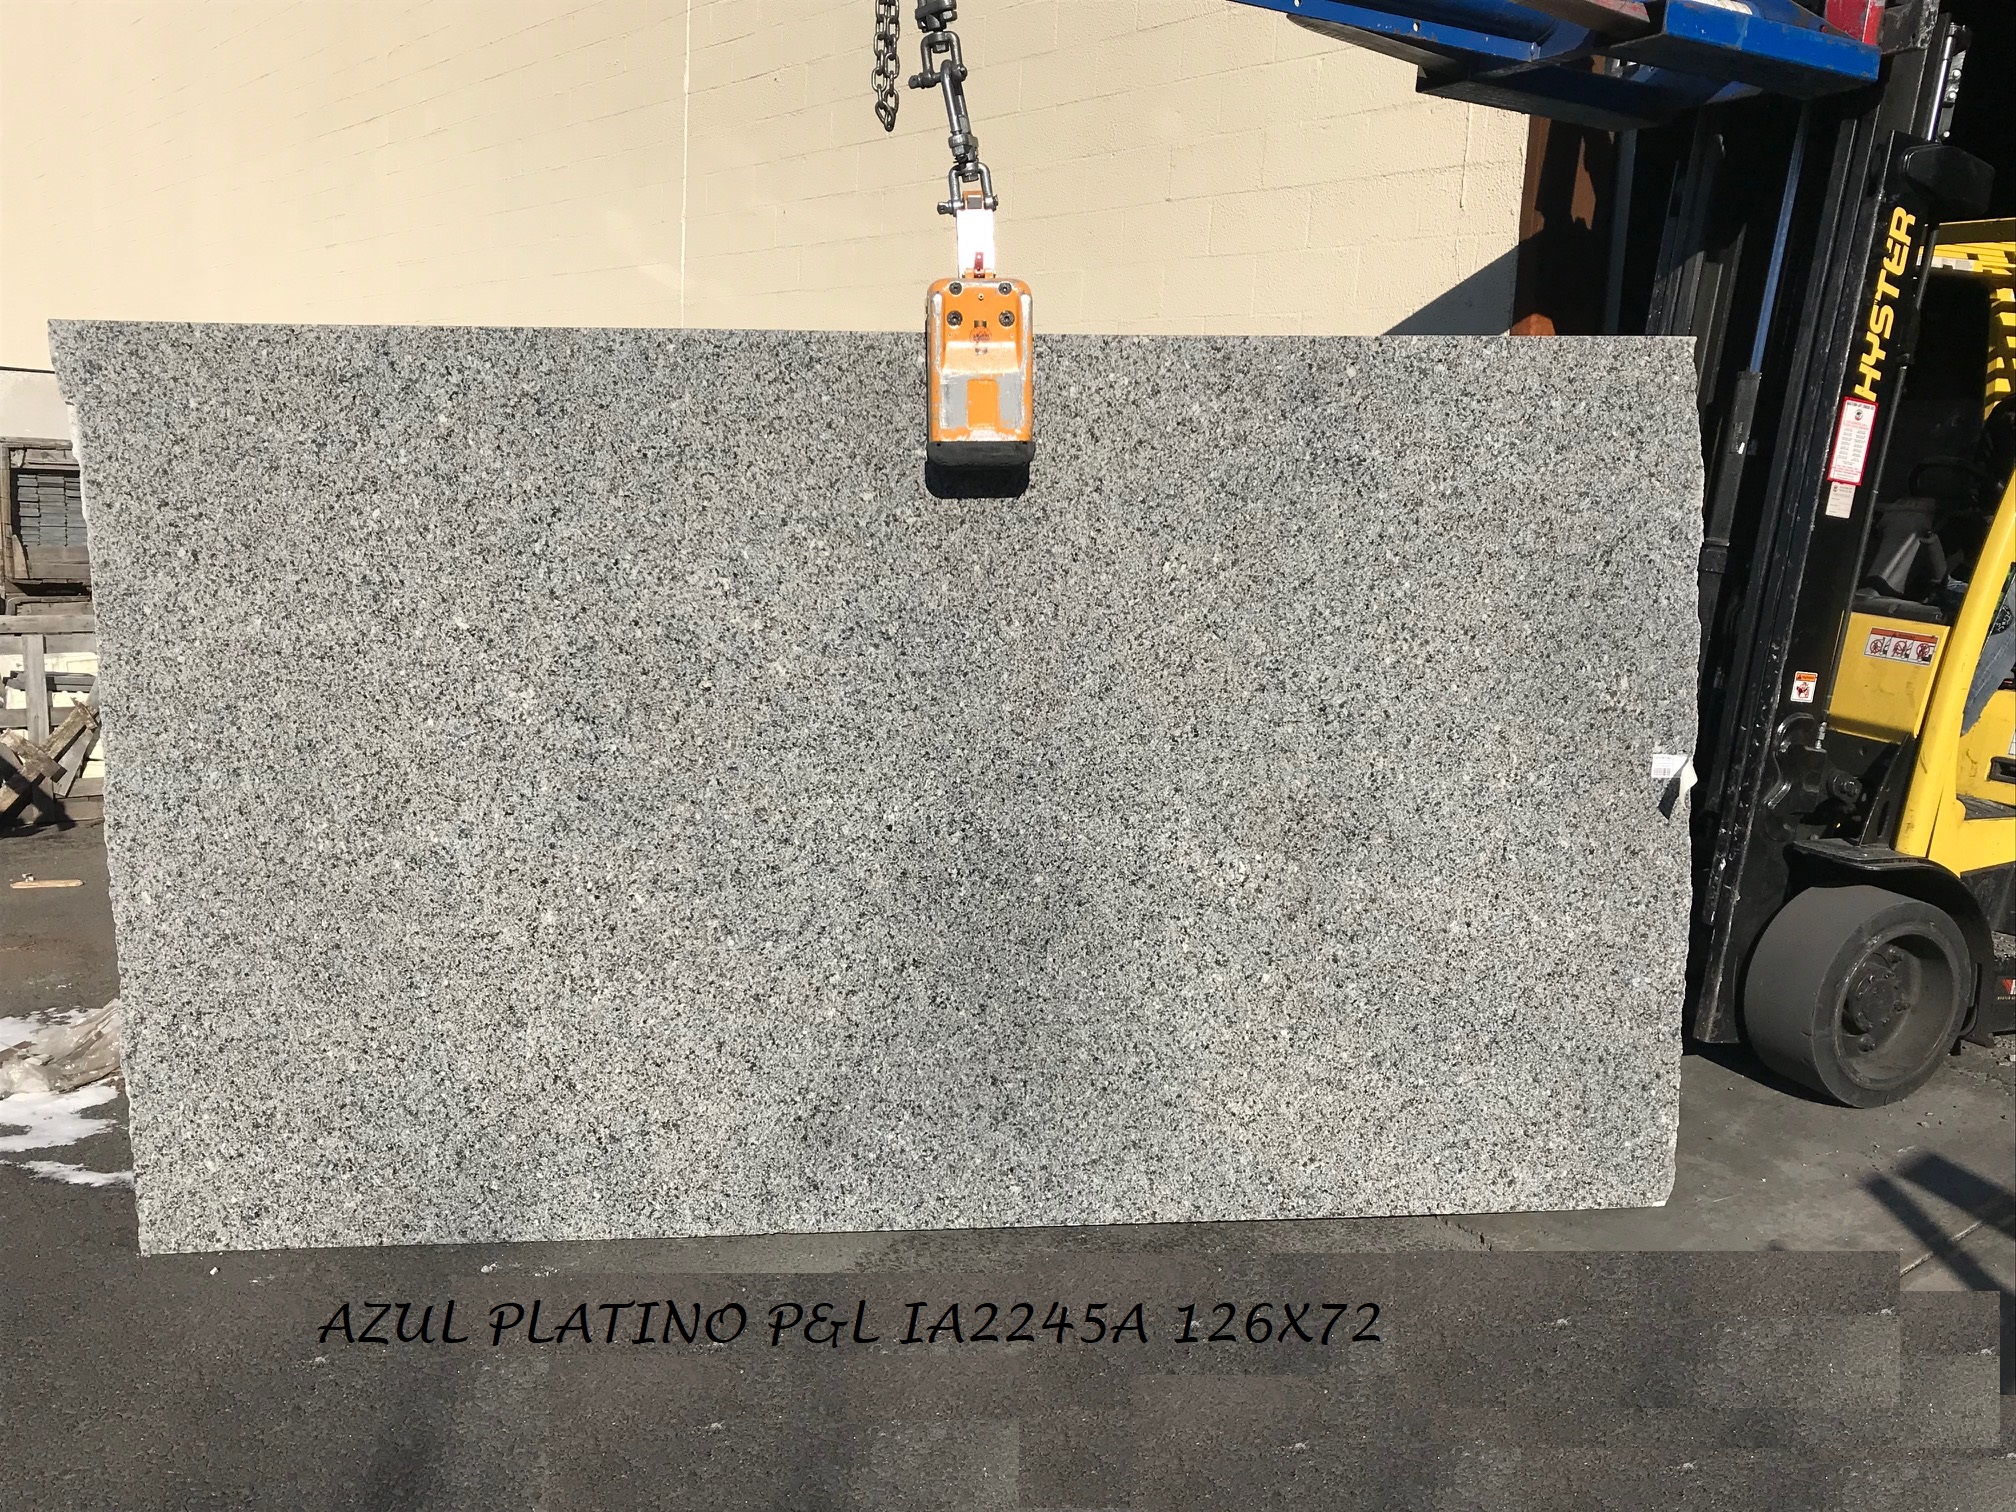 HYSTER
AZUL PLATINO P&L IA2245A 126X72